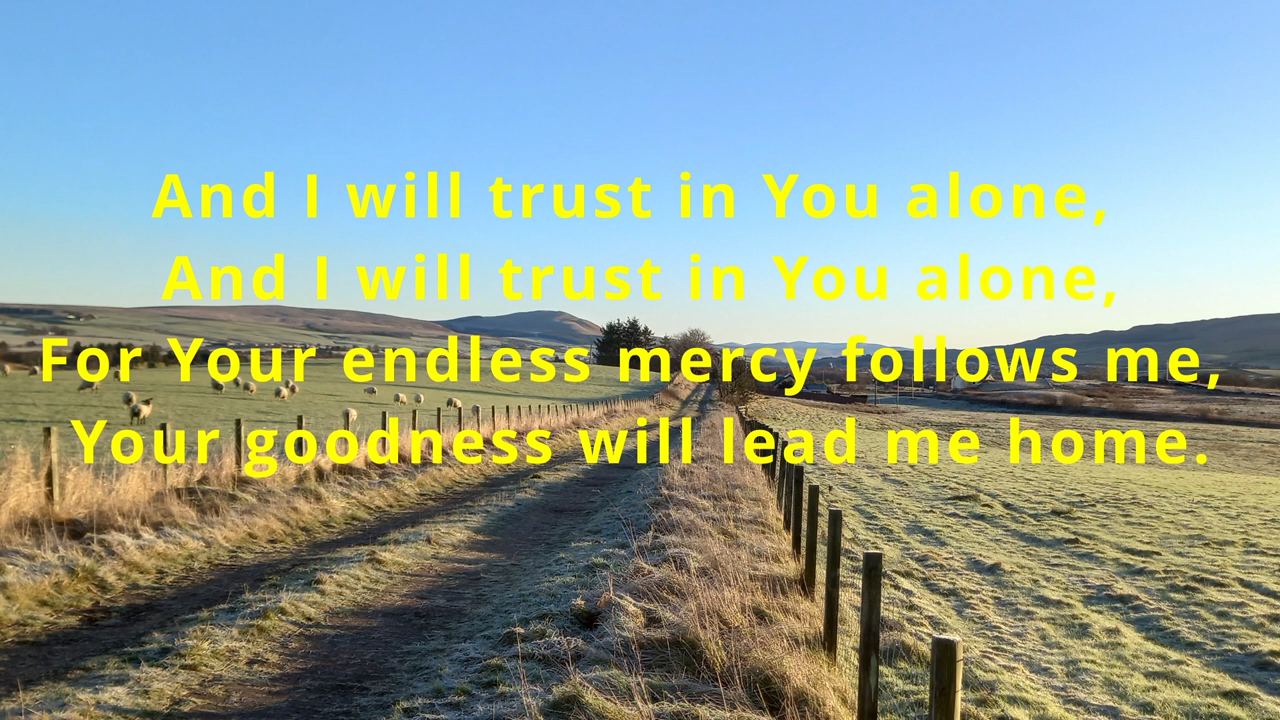 And I will trust in You alone,
And I will trust in You alone,
For Your endless mercy follows me,
Your goodness will lead me home.